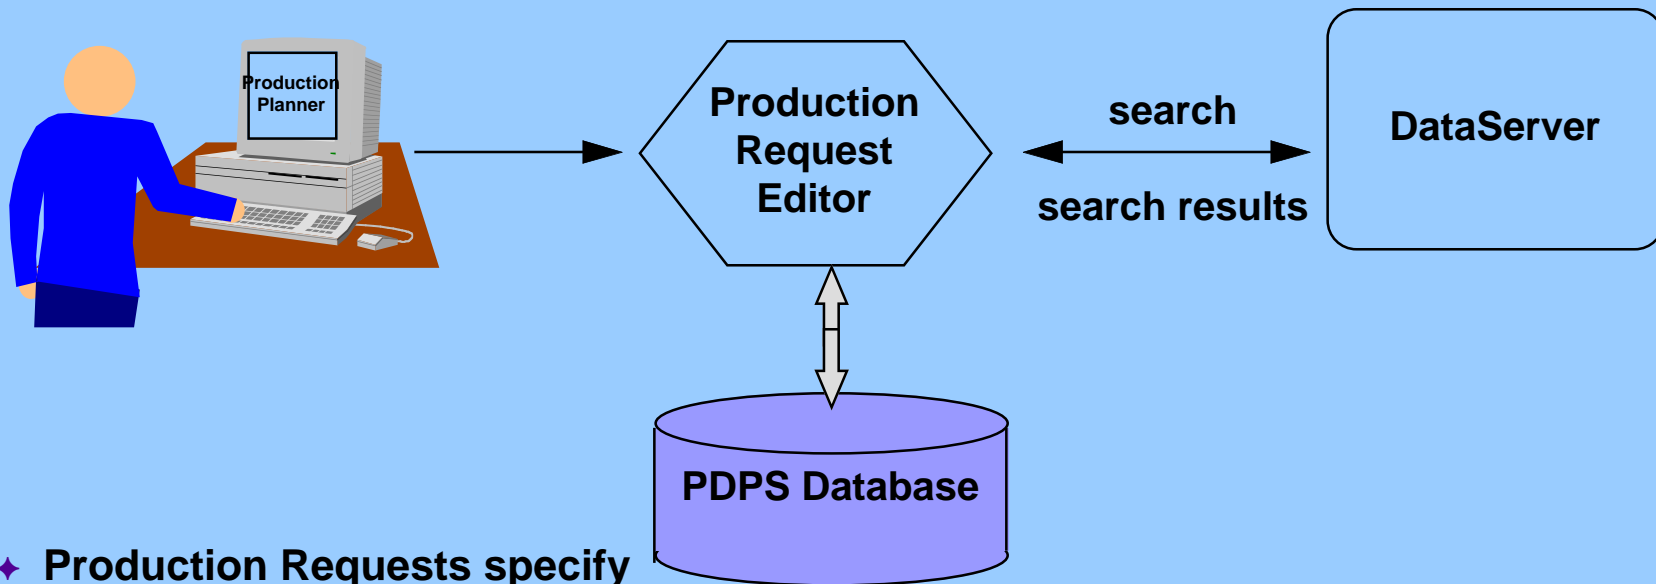 Production
Planner
Production
Request
Editor
search
search results
DataServer
PDPS Database
Production Requests specify